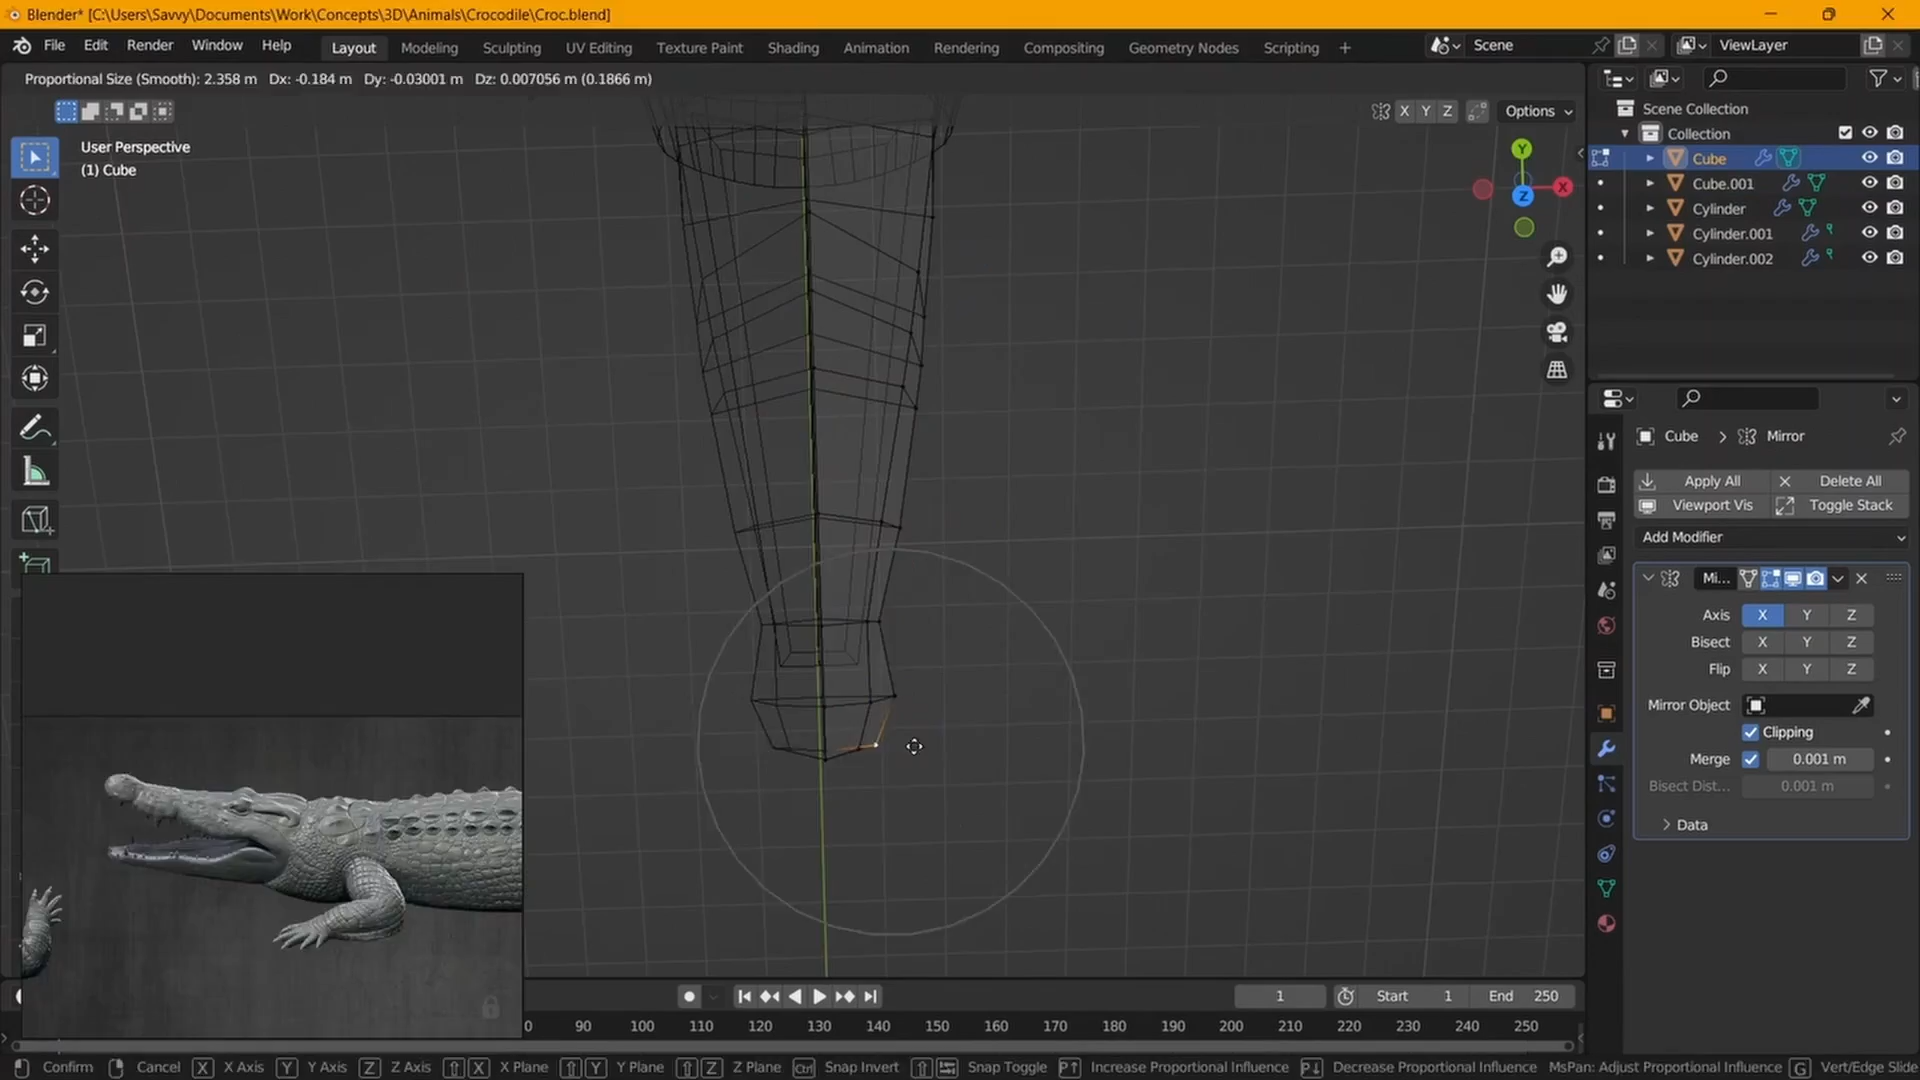 Blender* [C:\Users\Savvy\Documents\Work\Concepts\3D\Animals\Crocodile\Croc.blend]
File Edit Render Window Help Layout Modeling Sculpting UV Editing Texture Paint Shading Animation Rendering Compositing Geometry Nodes Scripting + Scene ViewLayer
Proportional Size (Smooth): 2.358 m Dx: -0.184 m Dy: -0.03001 m Dz: 0.007056 m (0.1866 m)
X Y Z Options
User Perspective
(1) Cube
Y
X
Z
Scene Collection
Collection
Cube
Cube.001
Cylinder
Cylinder.001
Cylinder.002
Cube > Mirror
Apply All Delete All
Viewport Vis Toggle Stack
Add Modifier
Mi...
Axis X Y Z
Bisect X Y Z
Flip X Y Z
Mirror Object
Clipping
Merge 0.001 m
Bisect Dist... 0.001 m
Data
1 Start 1 End 250
0 90 100 110 120 130 140 150 160 170 180 190 200 210 220 230 240 250
Confirm Cancel X X Axis Y Y Axis Z Z Axis X X Plane Y Y Plane Z Z Plane Ctrl Snap Invert Snap Toggle P↑ Increase Proportional Influence P↓ Decrease Proportional Influence MsPan: Adjust Proportional Influence G Vert/Edge Slide